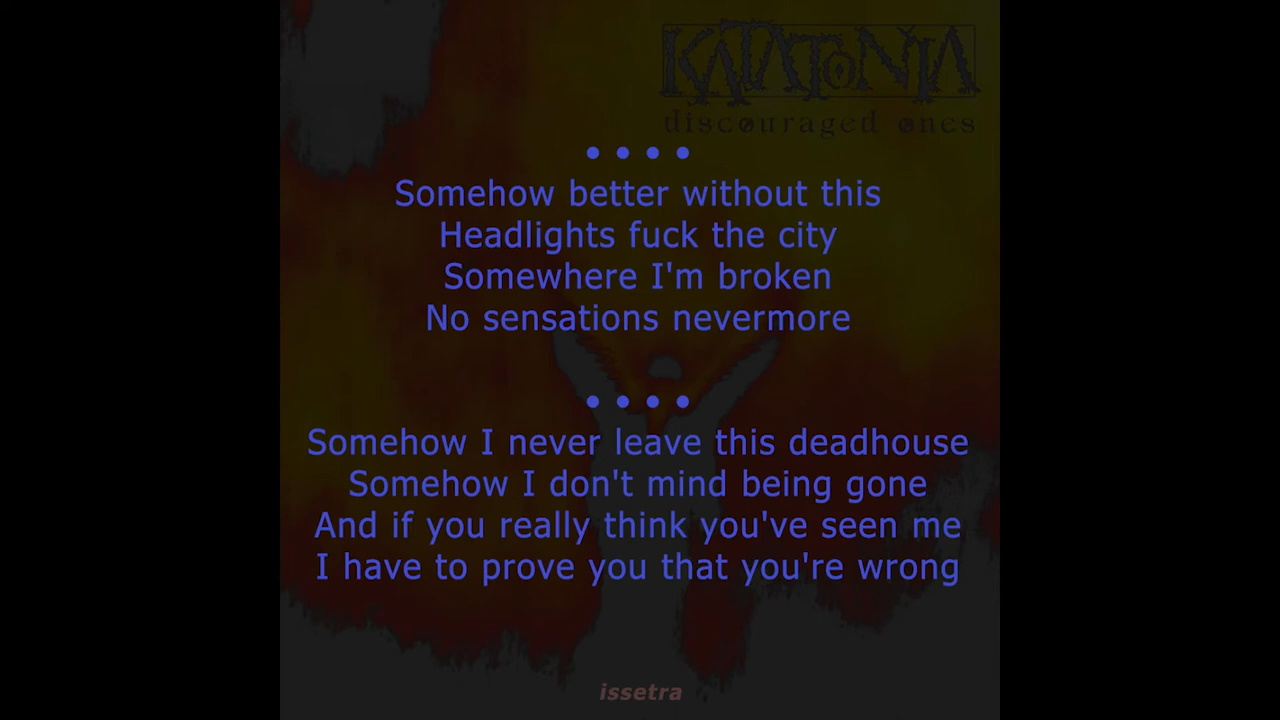 KATATONIA
discouraged ones
• • • •
Somehow better without this
Headlights fuck the city
Somewhere I'm broken
No sensations nevermore
• • • •
Somehow I never leave this deadhouse
Somehow I don't mind being gone
And if you really think you've seen me
I have to prove you that you're wrong
issetra